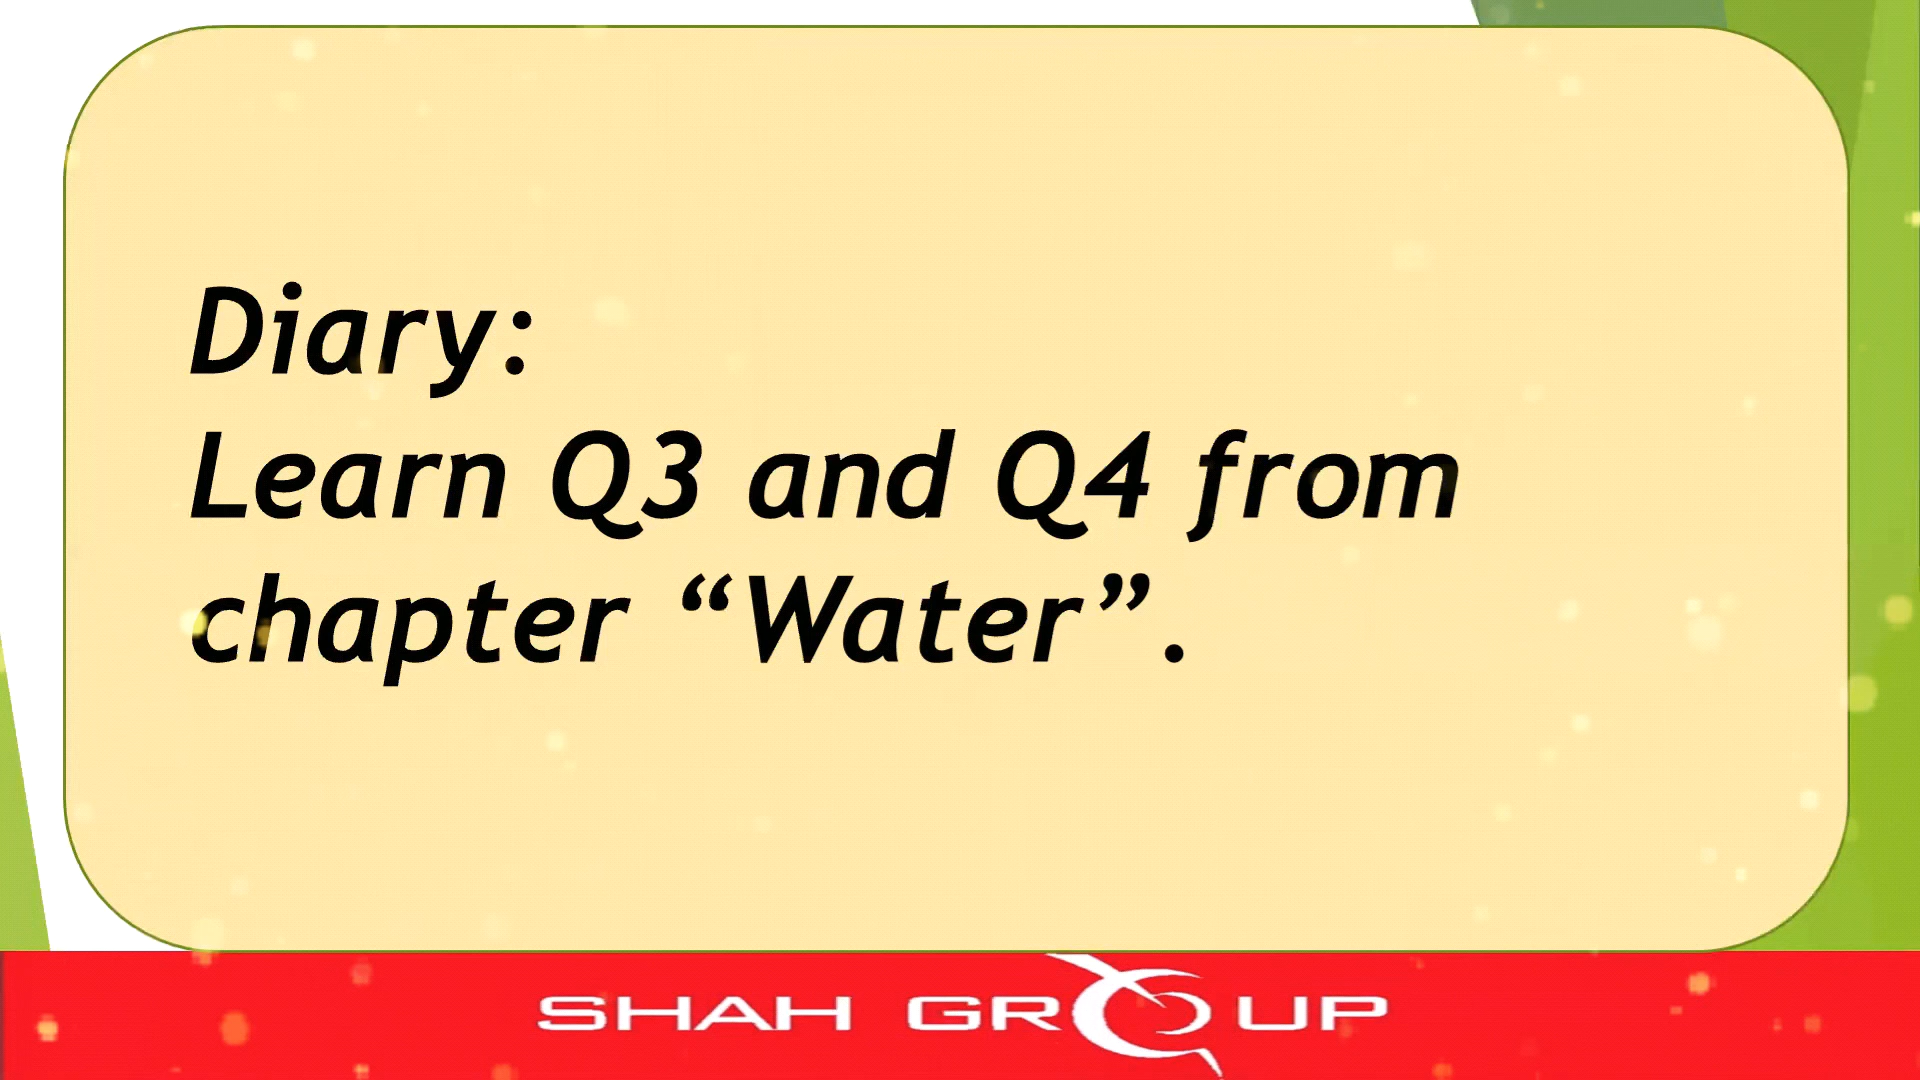 Diary:
Learn Q3 and Q4 from
chapter “Water”.
SHAH GROUP